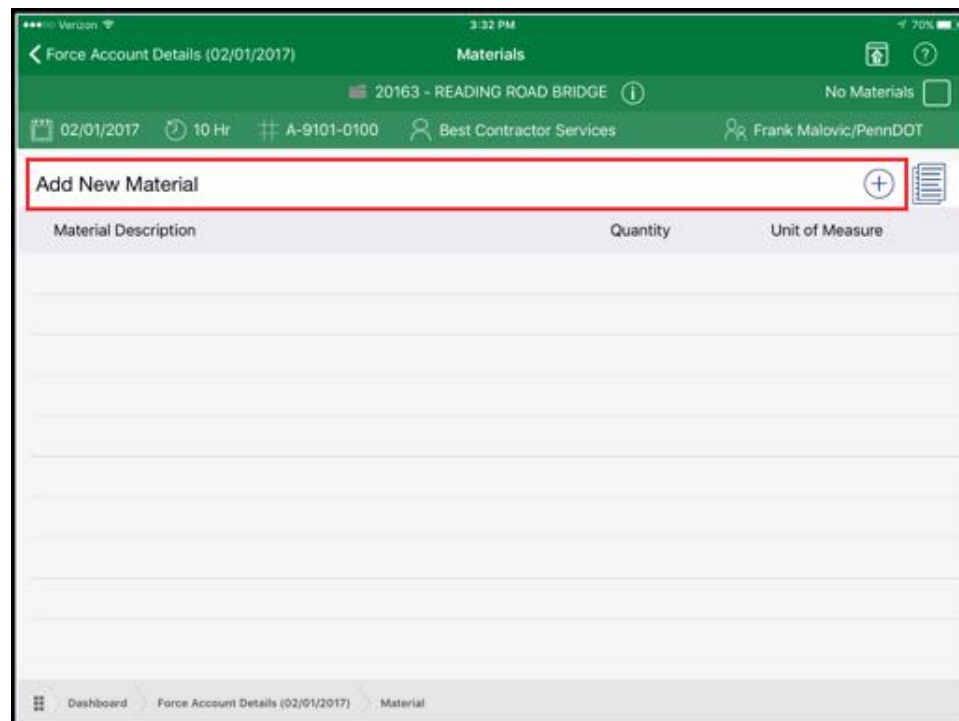 Verizon 3:32 PM 70%
Force Account Details (02/01/2017) Materials ?
20163 - READING ROAD BRIDGE i No Materials
02/01/2017 10 Hr A-9101-0100 Best Contractor Services Frank Malovic/PennDOT
Add New Material
Material Description Quantity Unit of Measure
Dashboard Force Account Details (02/01/2017) Material